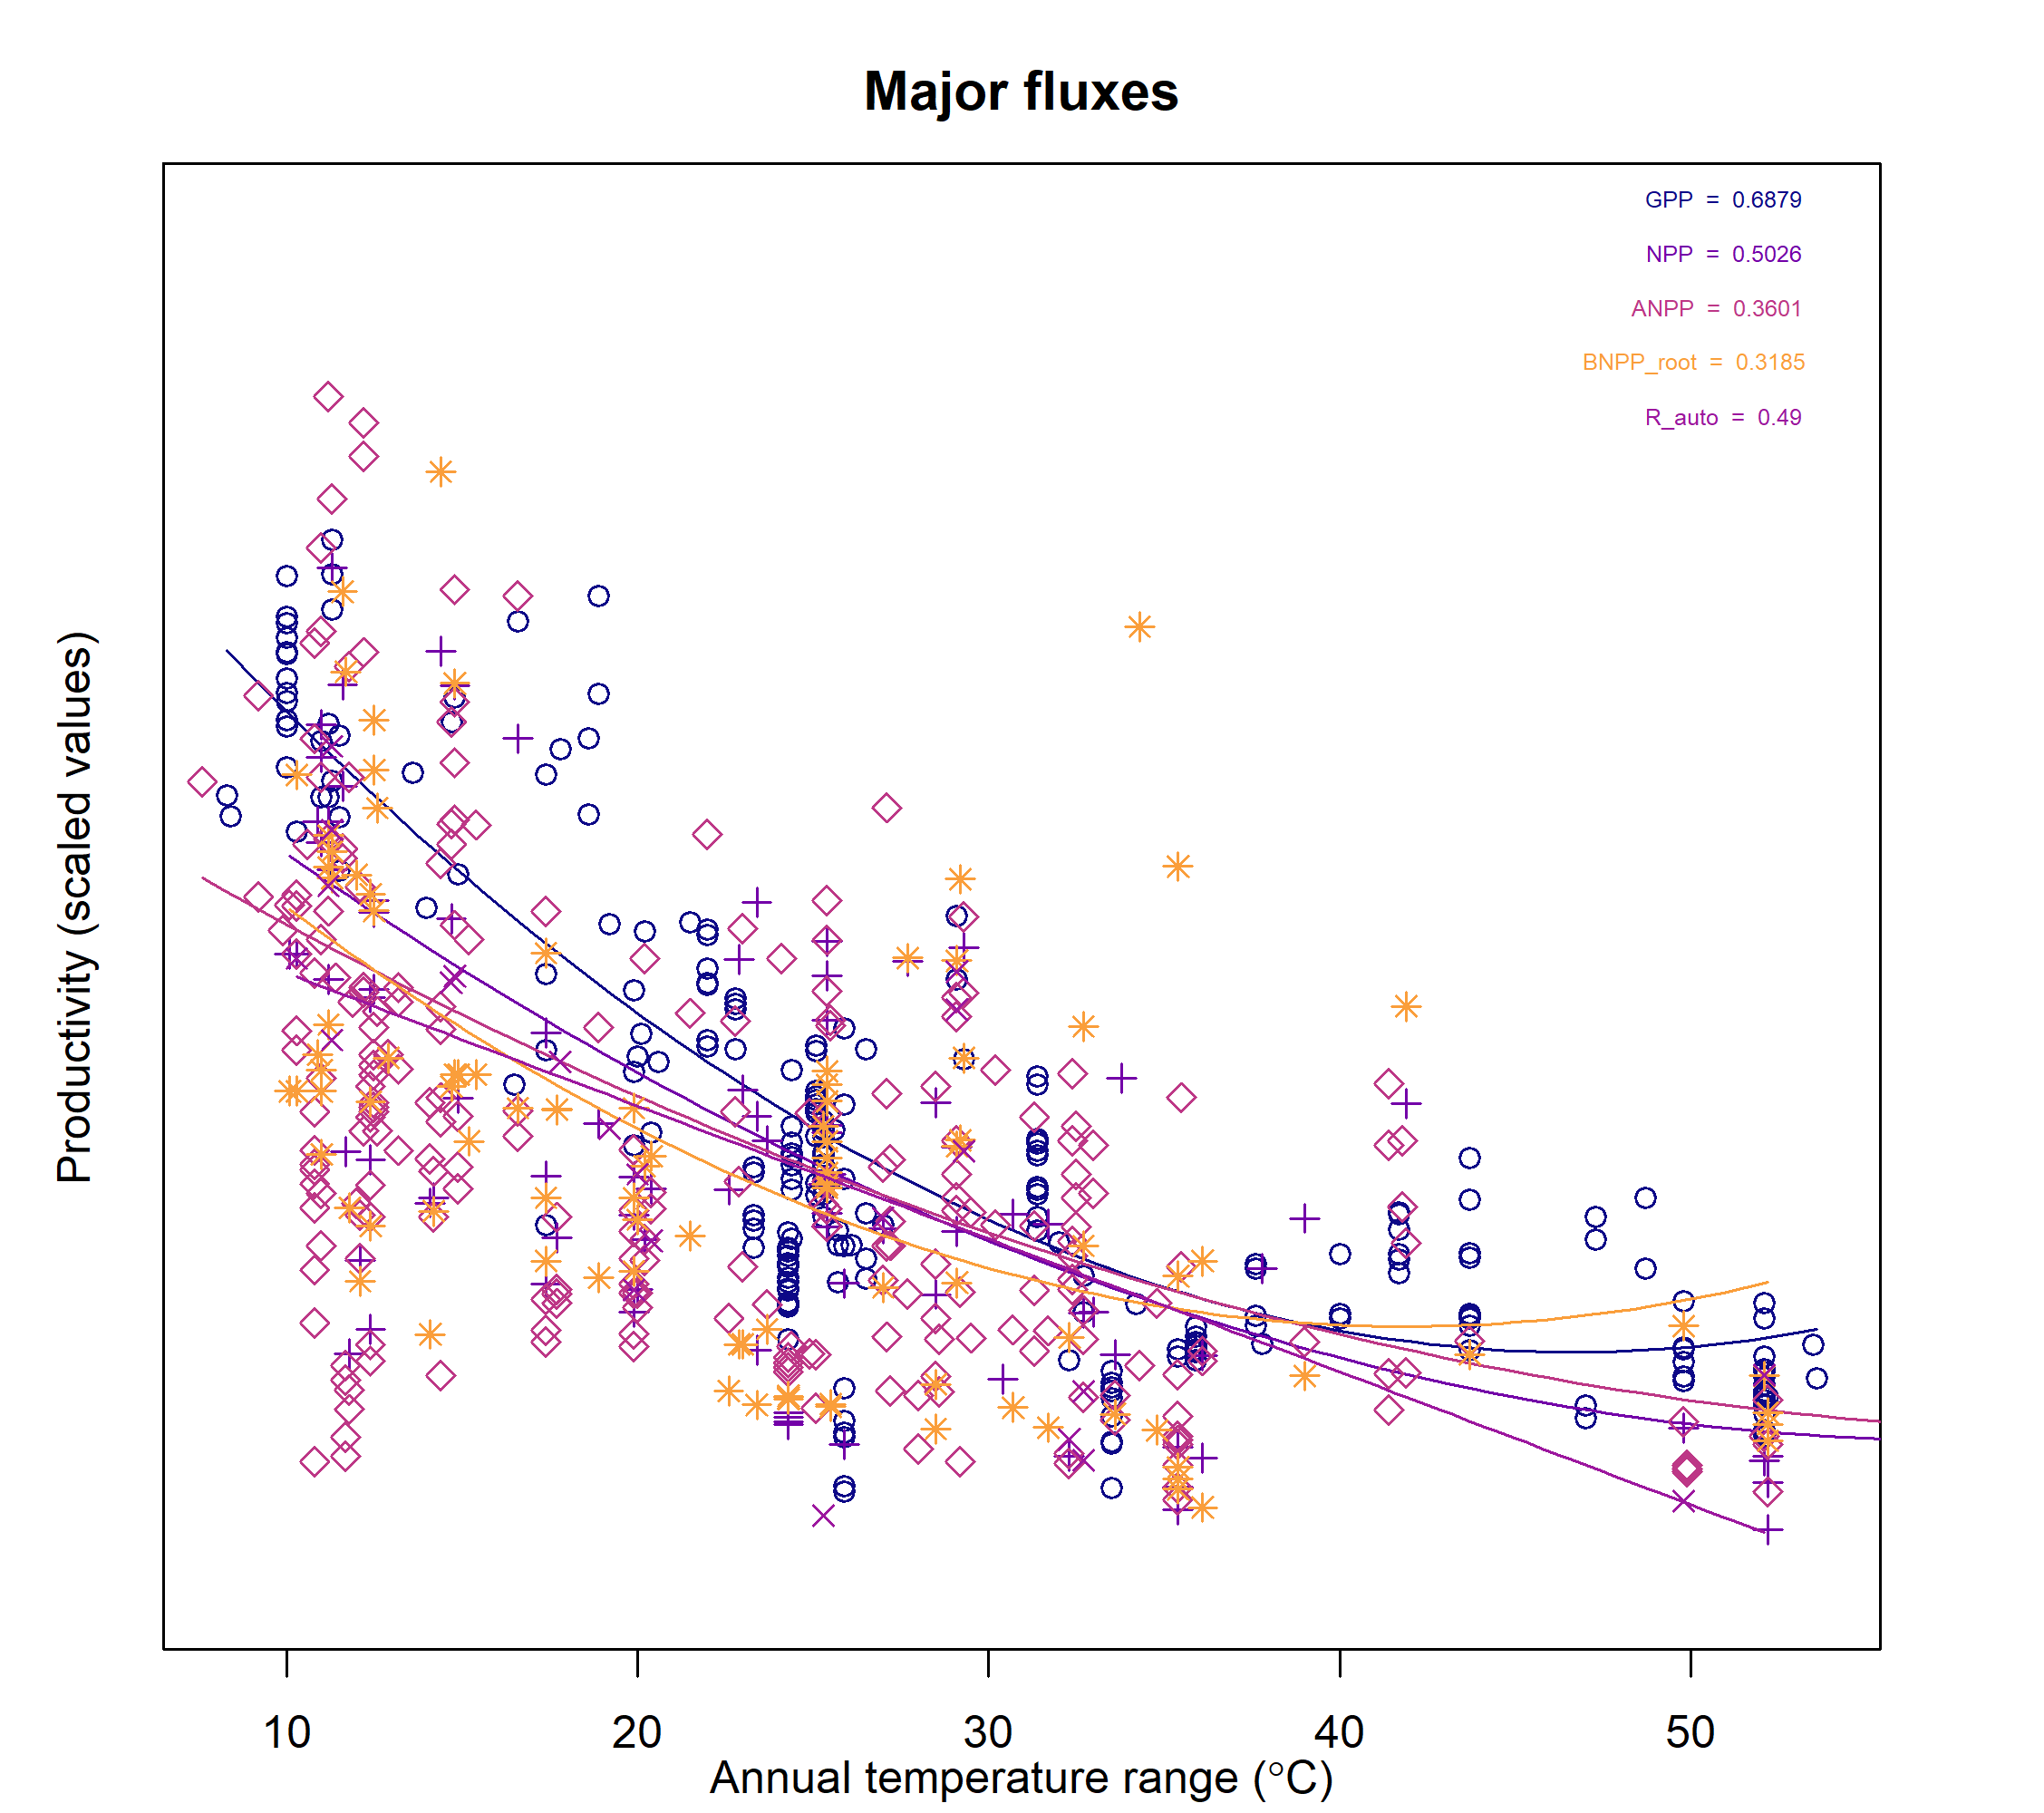 Major fluxes
GPP = 0.6879
NPP = 0.5026
ANPP = 0.3601
BNPP_root = 0.3185
R_auto = 0.49
Productivity (scaled values)
10 20 30 40 50
Annual temperature range (°C)